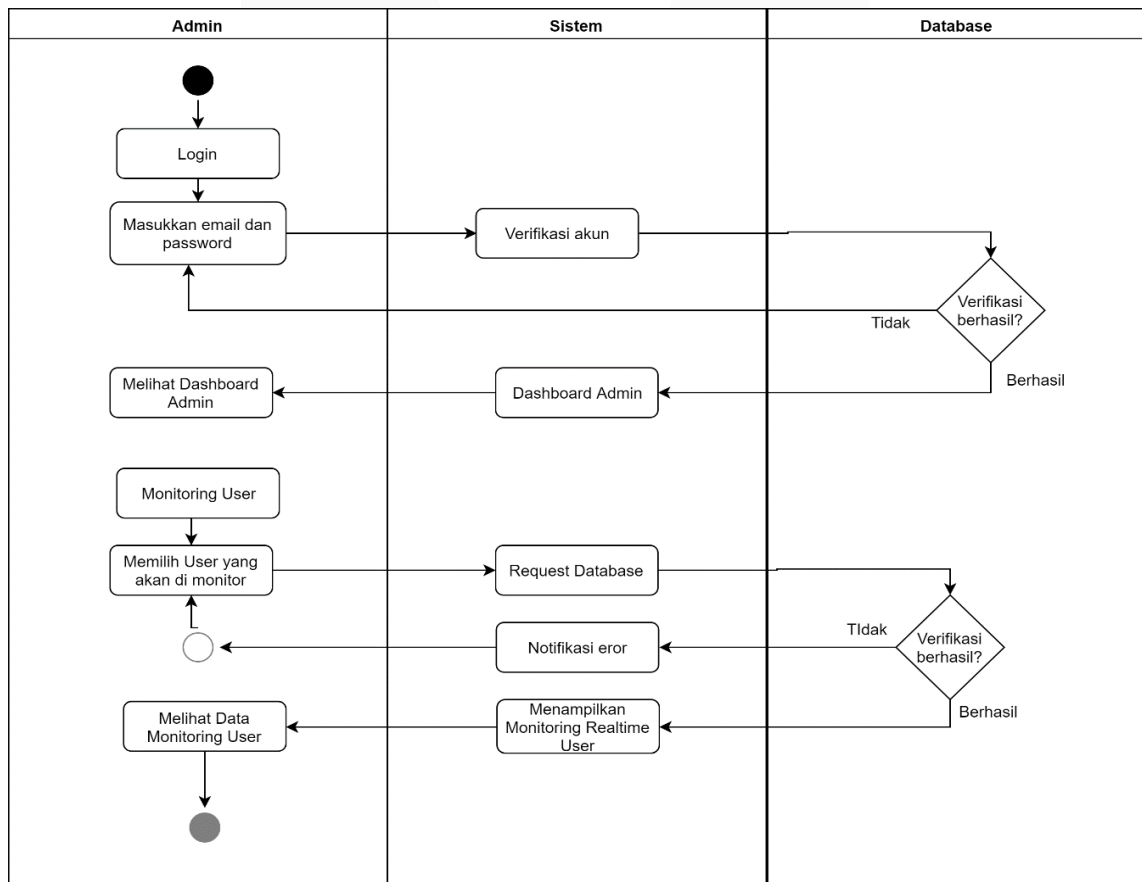 Admin
Sistem
Database
Login
Masukkan email dan
password
Verifikasi akun
Verifikasi
berhasil?
Tidak
Berhasil
Melihat Dashboard
Admin
Dashboard Admin
Monitoring User
Memilih User yang
akan di monitor
Request Database
Verifikasi
berhasil?
TIdak
Notifikasi eror
Berhasil
Menampilkan
Monitoring Realtime
User
Melihat Data
Monitoring User